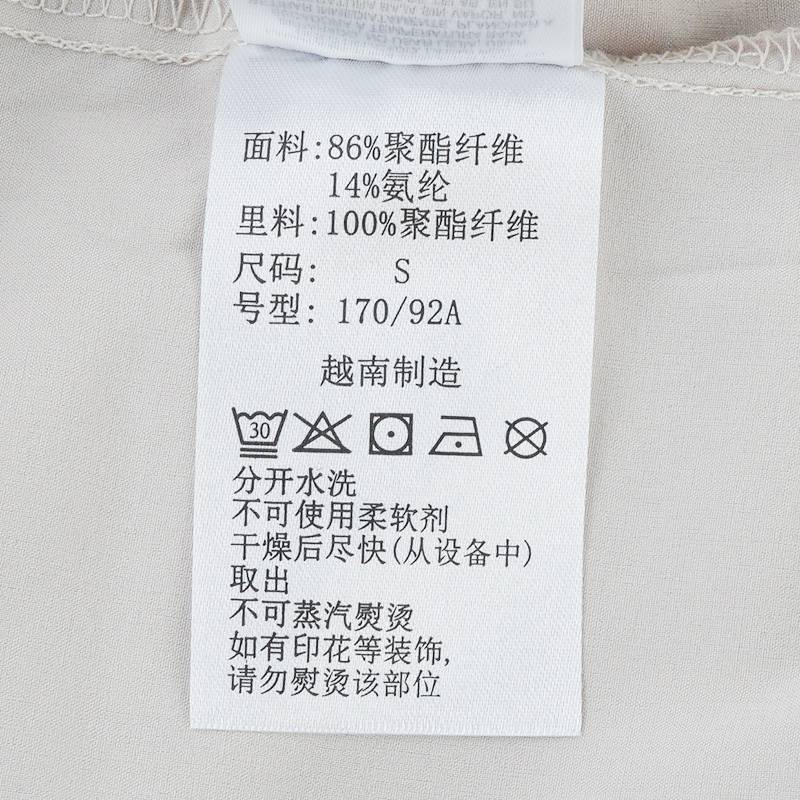 面料:86%聚酯纤维
14%氨纶
里料:100%聚酯纤维
尺码: S
号型: 170/92A
越南制造
30
分开水洗
不可使用柔软剂
干燥后尽快(从设备中)
取出
不可蒸汽熨烫
如有印花等装饰,
请勿熨烫该部位